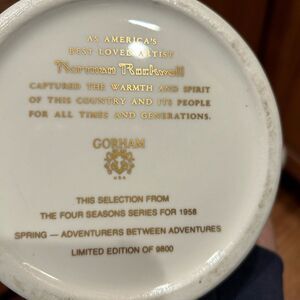 AS AMERICA'S
BEST LOVED ARTIST
Norman Rockwell
CAPTURED THE WARMTH AND SPIRIT
OF THIS COUNTRY AND ITS PEOPLE
FOR ALL TIMES AND GENERATIONS.
GORHAM
USA
THIS SELECTION FROM
THE FOUR SEASONS SERIES FOR 1958
SPRING — ADVENTURERS BETWEEN ADVENTURES
LIMITED EDITION OF 9800